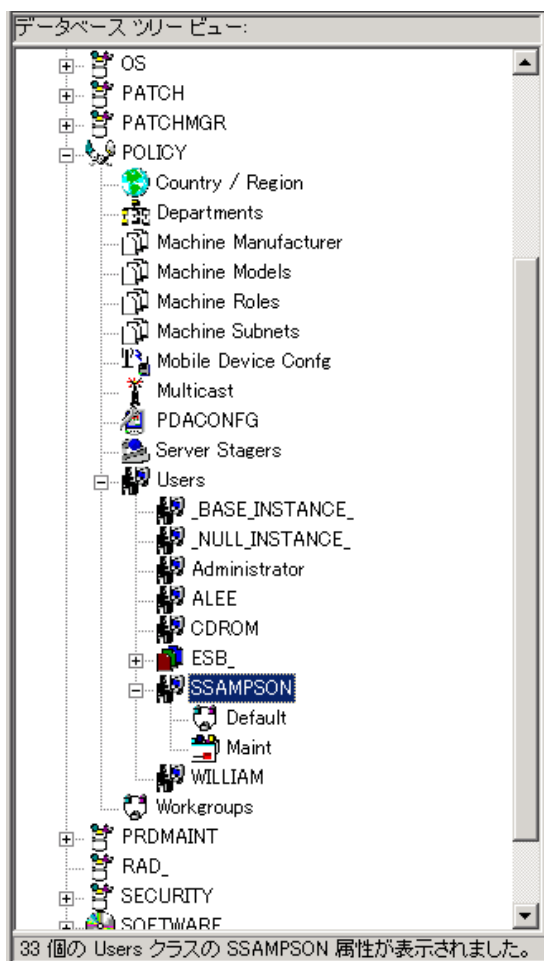 データベース ツリー ビュー:
OS
PATCH
PATCHMGR
POLICY
Country / Region
Departments
Machine Manufacturer
Machine Models
Machine Roles
Machine Subnets
Mobile Device Confg
Multicast
PDACONFG
Server Stagers
Users
_BASE_INSTANCE_
_NULL_INSTANCE_
Administrator
ALEE
CDROM
ESB_
SSAMPSON
Default
Maint
WILLIAM
Workgroups
PRDMAINT
RAD_
SECURITY
SOFTWARE
33 個の Users クラスの SSAMPSON 属性が表示されました。